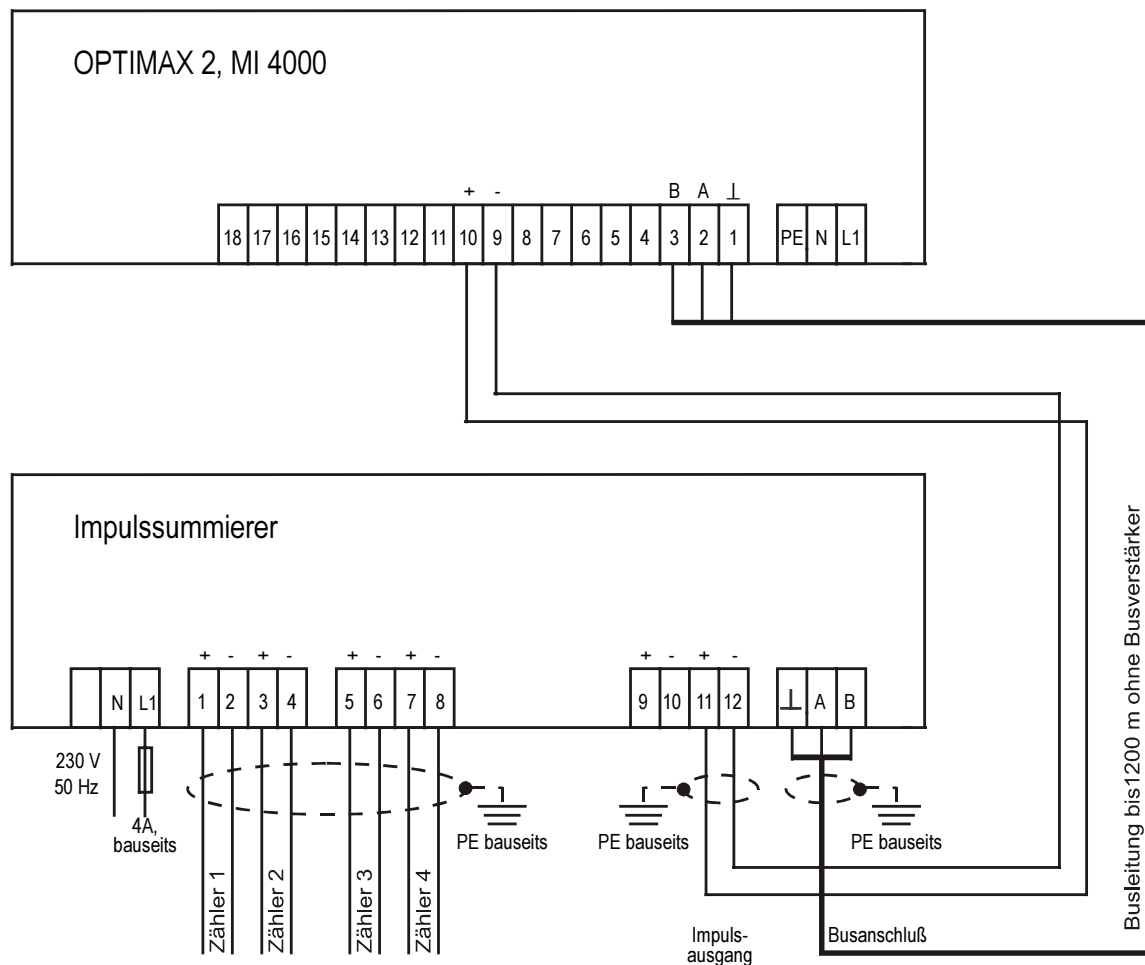 OPTIMAX 2, MI 4000
+ - B A ⊥
18 17 16 15 14 13 12 11 10 9 8 7 6 5 4 3 2 1 PE N L1
Impulssummierer
+ - + - + - + - + - + -
N L1 1 2 3 4 5 6 7 8 9 10 11 12 ⊥ A B
230 V
50 Hz
4A,
bauseits
PE bauseits
PE bauseits
PE bauseits
Zähler 1
Zähler 2
Zähler 3
Zähler 4
Impuls-
ausgang
Busanschluß
Busleitung bis1200 m ohne Busverstärker